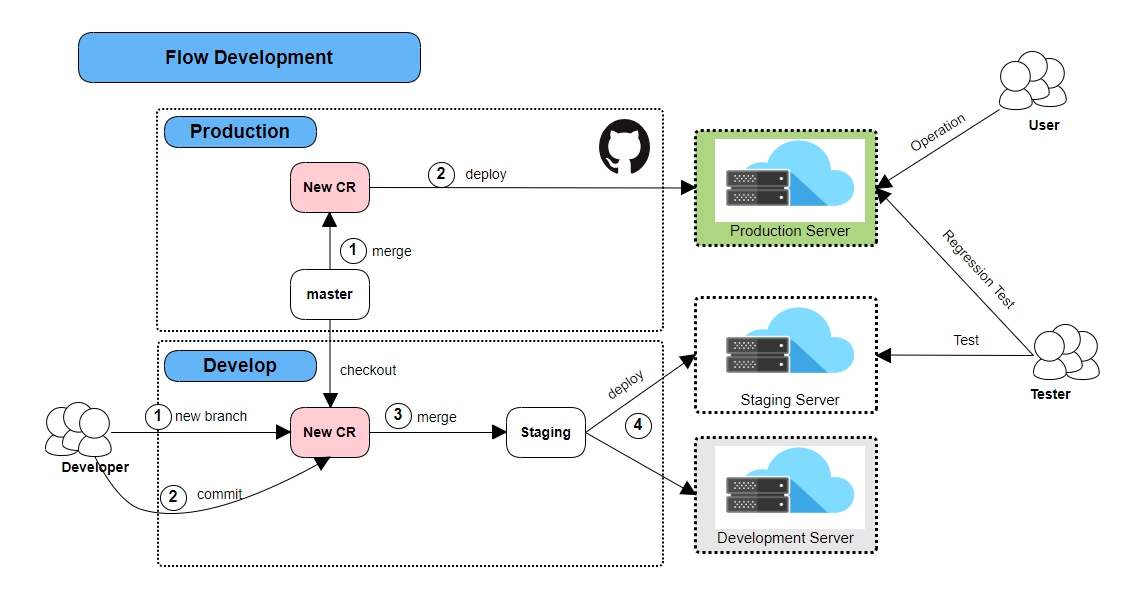 Flow Development
User
Production
Operation
2
deploy
New CR
Production Server
1
merge
master
Regression Test
Develop
checkout
deploy
Test
Staging Server
Tester
1
new branch
New CR
3
merge
Staging
4
Developer
2
commit
Development Server